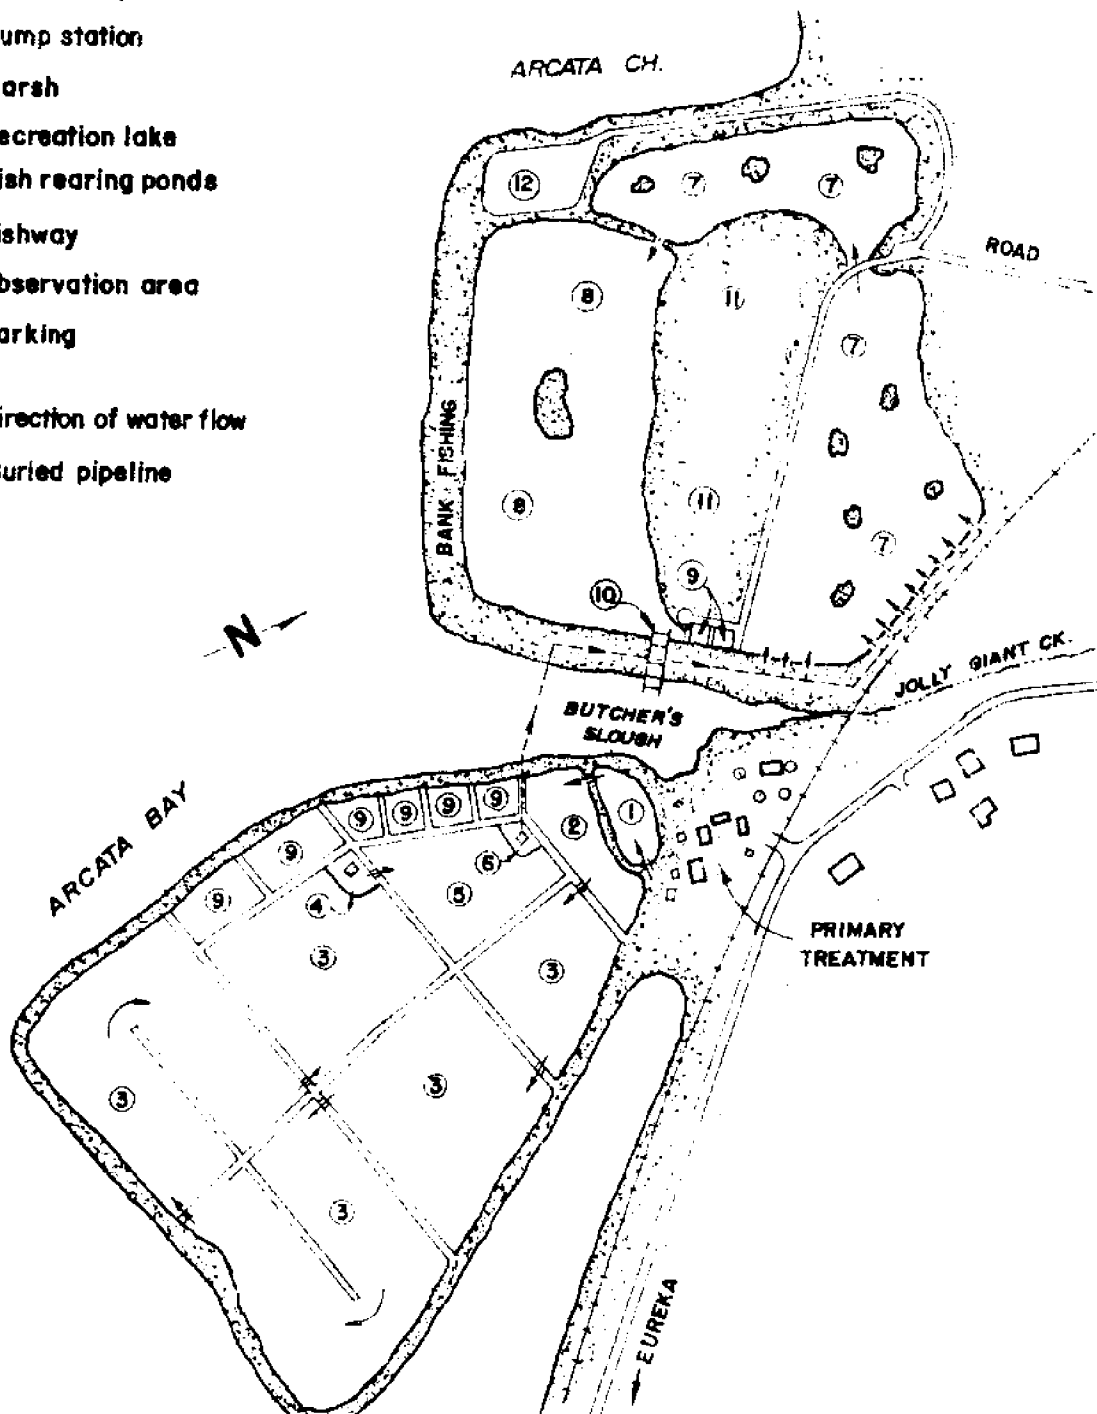 ump station
arsh
ecreation lake
ish rearing ponds
ishway
bservation area
arking
irection of water flow
uried pipeline
ARCATA CH.
12
7
7
ROAD
8
11
7
BANK FISHING
8
11
7
9
10
N
JOLLY GIANT CK.
BUTCHER'S
SLOUGH
ARCATA BAY
9
9
9
9
2
1
9
6
9
4
5
PRIMARY
TREATMENT
3
3
3
3
3
EUREKA